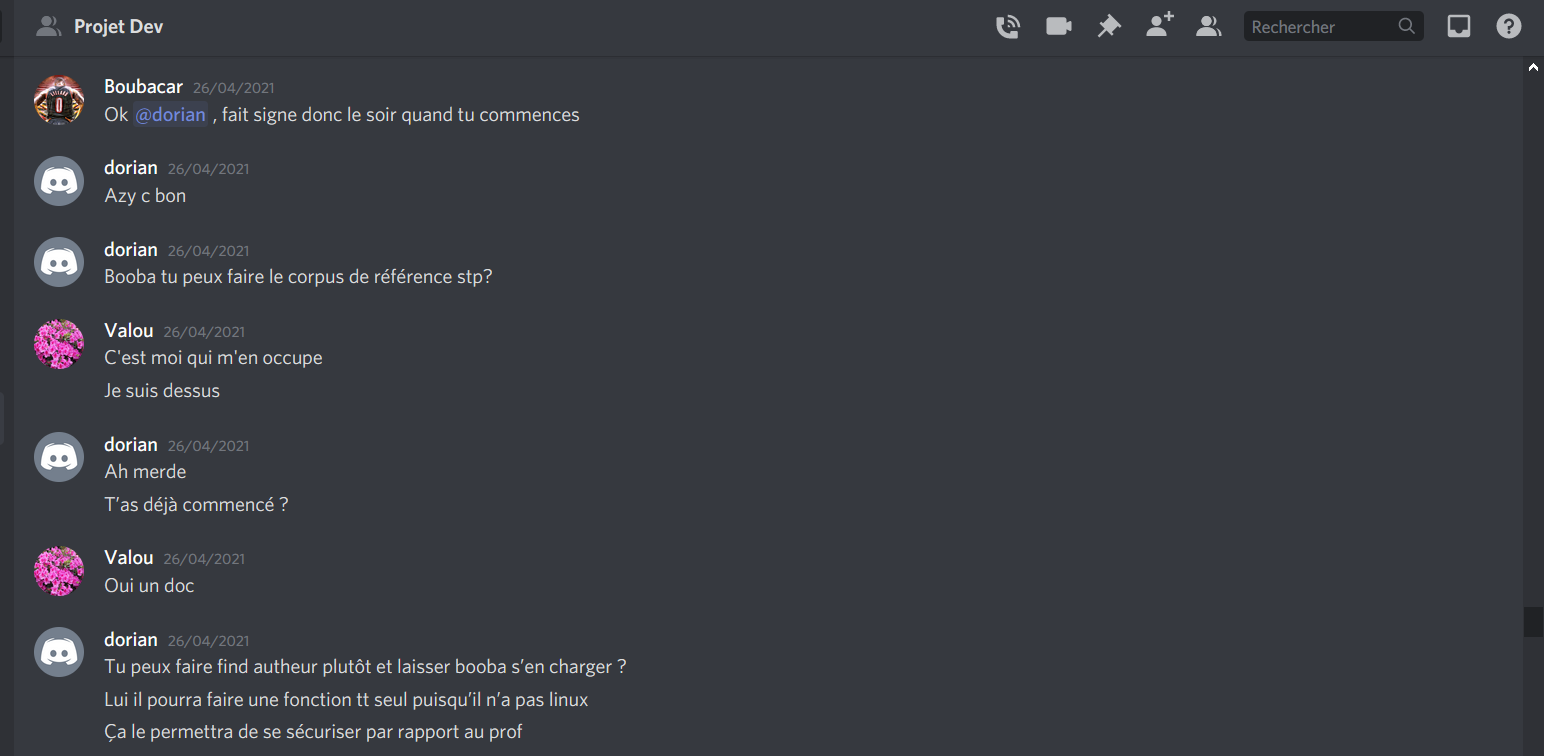 Projet Dev
Rechercher
Boubacar 26/04/2021
Ok @dorian , fait signe donc le soir quand tu commences
dorian 26/04/2021
Azy c bon
dorian 26/04/2021
Booba tu peux faire le corpus de référence stp?
Valou 26/04/2021
C'est moi qui m'en occupe
Je suis dessus
dorian 26/04/2021
Ah merde
T’as déjà commencé ?
Valou 26/04/2021
Oui un doc
dorian 26/04/2021
Tu peux faire find autheur plutôt et laisser booba s’en charger ?
Lui il pourra faire une fonction tt seul puisqu’il n’a pas linux
Ça le permettra de se sécuriser par rapport au prof